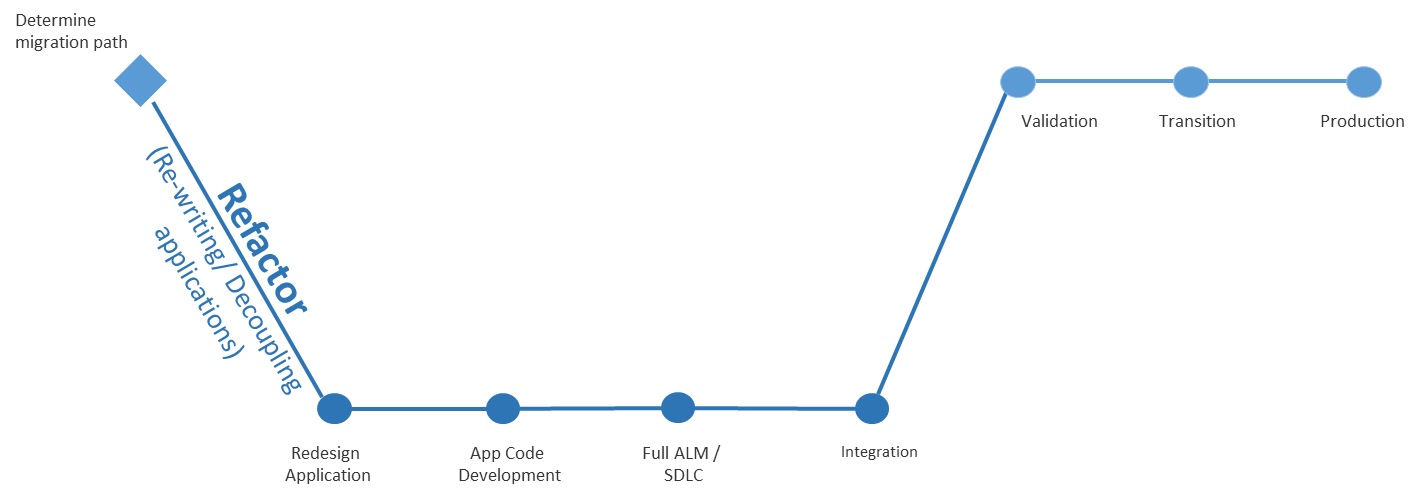 Determine
migration path
Refactor
(Re-writing/ Decoupling
applications)
Redesign
Application
App Code
Development
Full ALM /
SDLC
Integration
Validation
Transition
Production